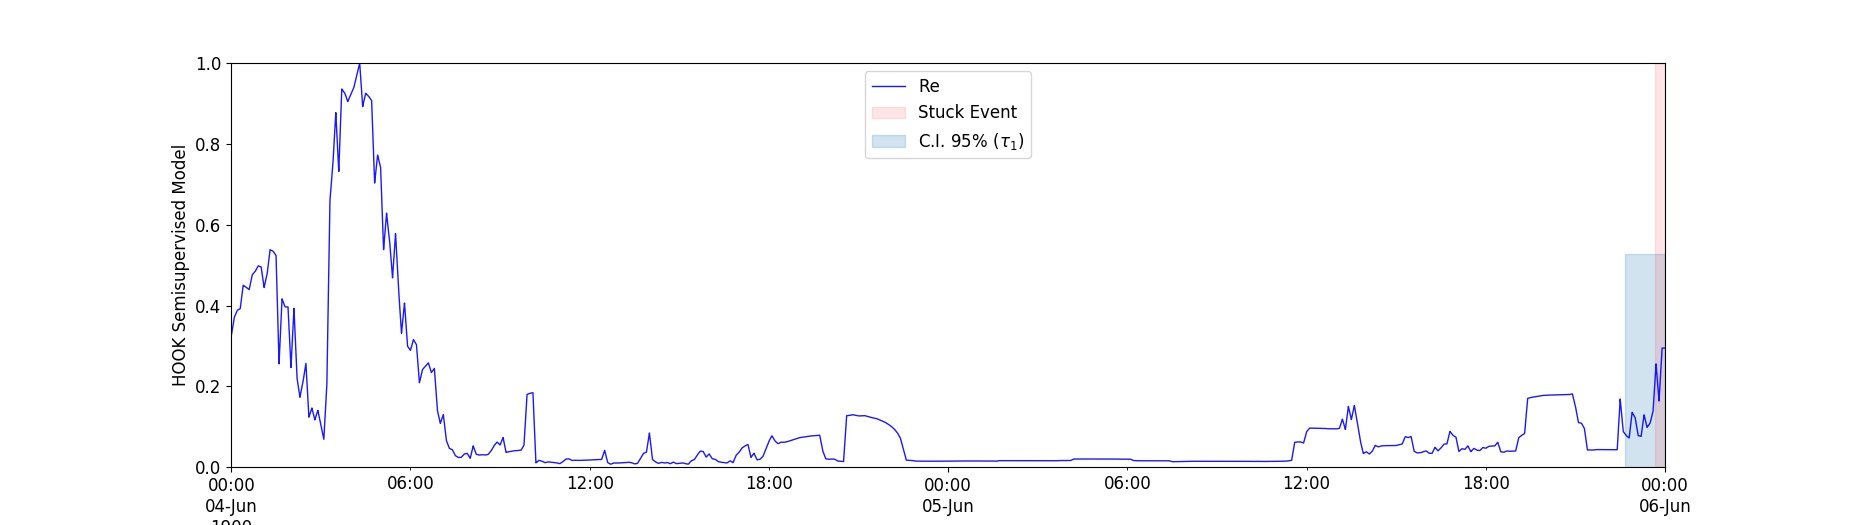 HOOK Semisupervised Model
1.0
0.8
0.6
0.4
0.2
0.0
Re
Stuck Event
C.I. 95% (τ₁)
00:00 06:00 12:00 18:00 00:00 06:00 12:00 18:00 00:00
04-Jun 05-Jun 06-Jun
1900